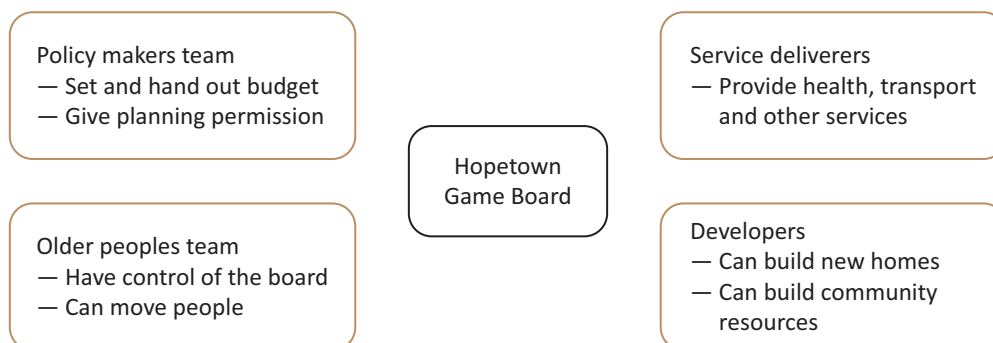 Policy makers team
— Set and hand out budget
— Give planning permission
Service deliverers
— Provide health, transport
and other services
Hopetown
Game Board
Older peoples team
— Have control of the board
— Can move people
Developers
— Can build new homes
— Can build community
resources